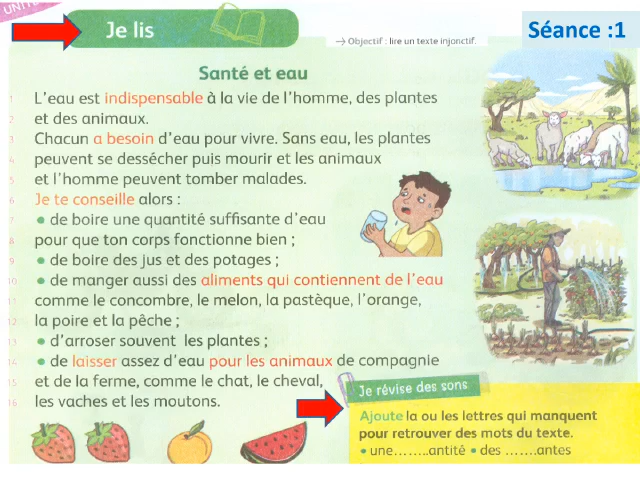 UNITÉ
Je lis
→ Objectif : lire un texte injonctif.
Séance :1
Santé et eau
1 L'eau est indispensable à la vie de l'homme, des plantes
2 et des animaux.
3 Chacun a besoin d'eau pour vivre. Sans eau, les plantes
4 peuvent se dessécher puis mourir et les animaux
5 et l'homme peuvent tomber malades.
6 Je te conseille alors :
7 • de boire une quantité suffisante d'eau
8 pour que ton corps fonctionne bien ;
9 • de boire des jus et des potages ;
10 • de manger aussi des aliments qui contiennent de l'eau
11 comme le concombre, le melon, la pastèque, l'orange,
12 la poire et la pêche ;
13 • d'arroser souvent les plantes ;
14 • de laisser assez d'eau pour les animaux de compagnie
15 et de la ferme, comme le chat, le cheval,
16 les vaches et les moutons.
Je révise des sons
Ajoute la ou les lettres qui manquent
pour retrouver des mots du texte.
• une........antité • des .......antes